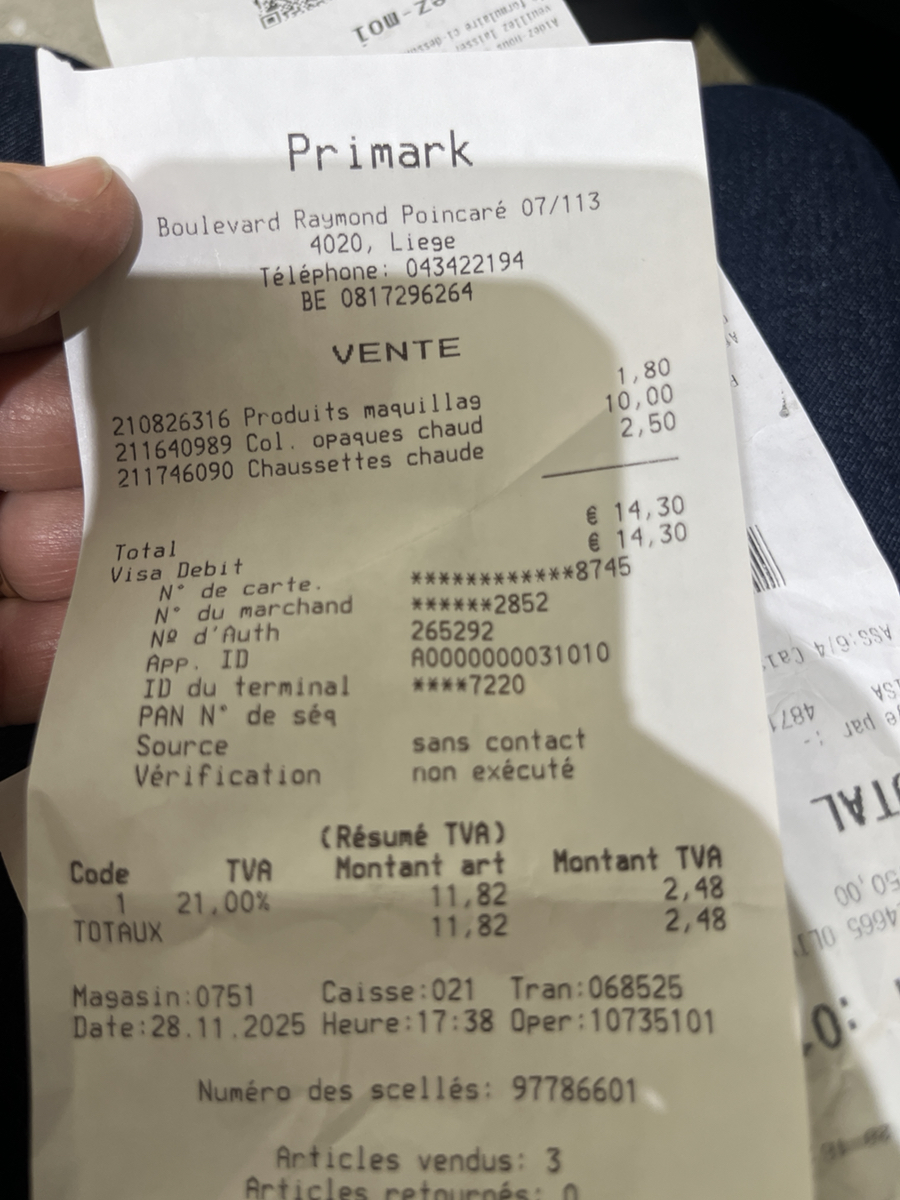 Primark
Boulevard Raymond Poincaré 07/113
4020, Liege
Téléphone: 043422194
BE 0817296264
VENTE
210826316 Produits maquillag 1,80
211640989 Col. opaques chaud 10,00
211746090 Chaussettes chaude 2,50
Total € 14,30
Visa Debit € 14,30
N° de carte. ************8745
N° du marchand ******2852
Nº d'Auth 265292
App. ID A0000000031010
ID du terminal ****7220
PAN N° de séq
Source sans contact
Vérification non exécuté
(Résumé TVA)
Code TVA Montant art Montant TVA
1 21,00% 11,82 2,48
TOTAUX 11,82 2,48
Magasin:0751 Caisse:021 Tran:068525
Date:28.11.2025 Heure:17:38 Oper:10735101
Numéro des scellés: 97786601
Articles vendus: 3
Articles retournés: 0